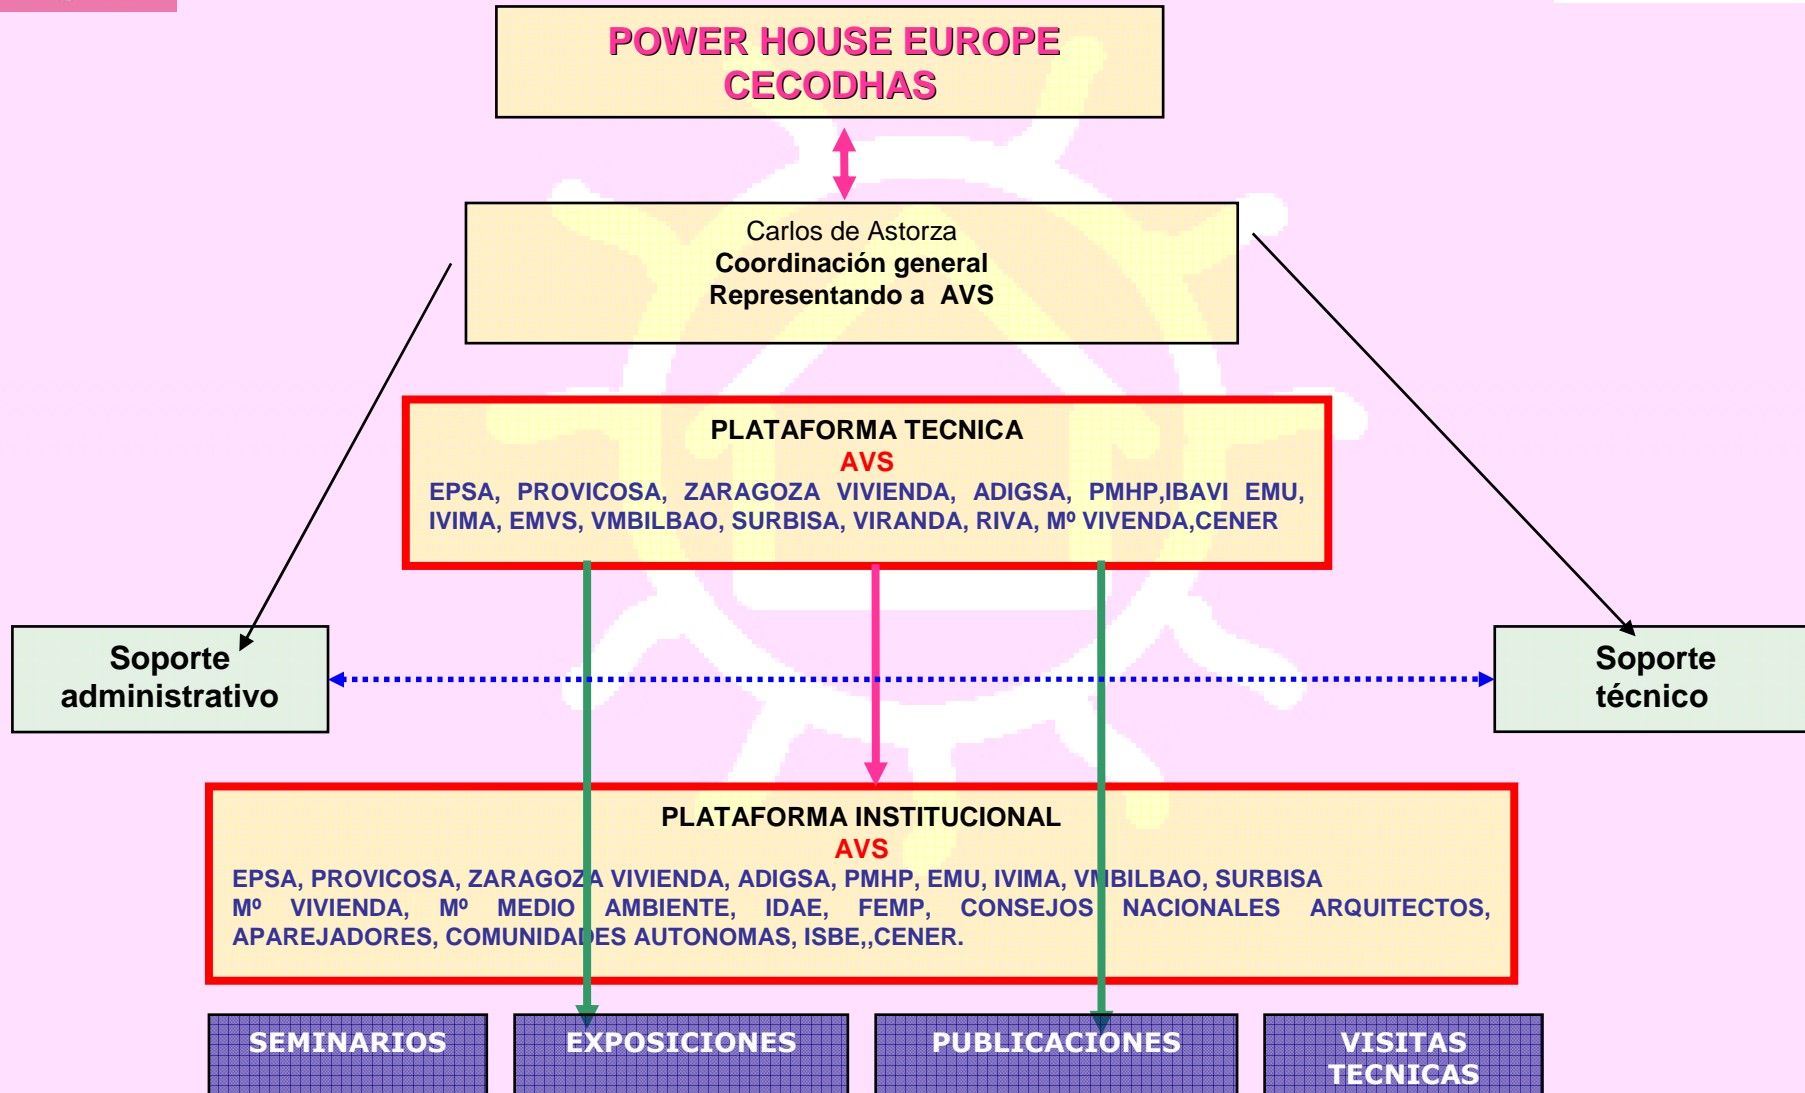 POWER HOUSE EUROPE
CECODHAS
Carlos de Astorza
Coordinación general
Representando a AVS
PLATAFORMA TECNICA
AVS
EPSA, PROVICOSA, ZARAGOZA VIVIENDA, ADIGSA, PMHP,IBAVI EMU,
IVIMA, EMVS, VMBILBAO, SURBISA, VIRANDA, RIVA, Mº VIVENDA,CENER
Soporte
administrativo
Soporte
técnico
PLATAFORMA INSTITUCIONAL
AVS
EPSA, PROVICOSA, ZARAGOZA VIVIENDA, ADIGSA, PMHP, EMU, IVIMA, VMBILBAO, SURBISA
Mº VIVIENDA, Mº MEDIO AMBIENTE, IDAE, FEMP, CONSEJOS NACIONALES ARQUITECTOS,
APAREJADORES, COMUNIDADES AUTONOMAS, ISBE,,CENER.
SEMINARIOS
EXPOSICIONES
PUBLICACIONES
VISITAS
TECNICAS